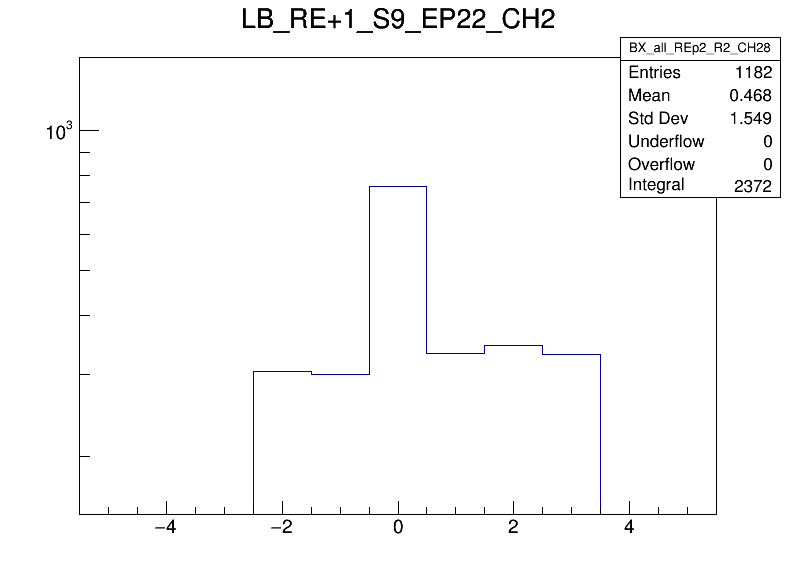 LB_RE+1_S9_EP22_CH2
BX_all_REp2_R2_CH28
Entries 1182
Mean 0.468
Std Dev 1.549
Underflow 0
Overflow 0
Integral 2372
10³
−4 −2 0 2 4